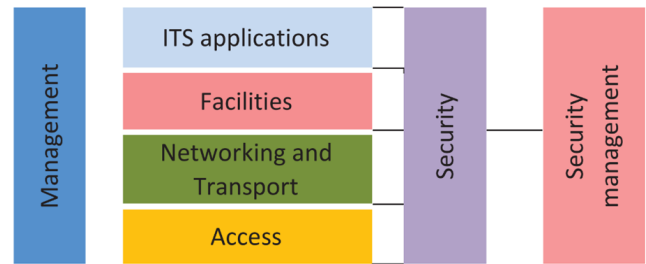 Management
ITS applications
Facilities
Networking and
Transport
Access
Security
Security
management